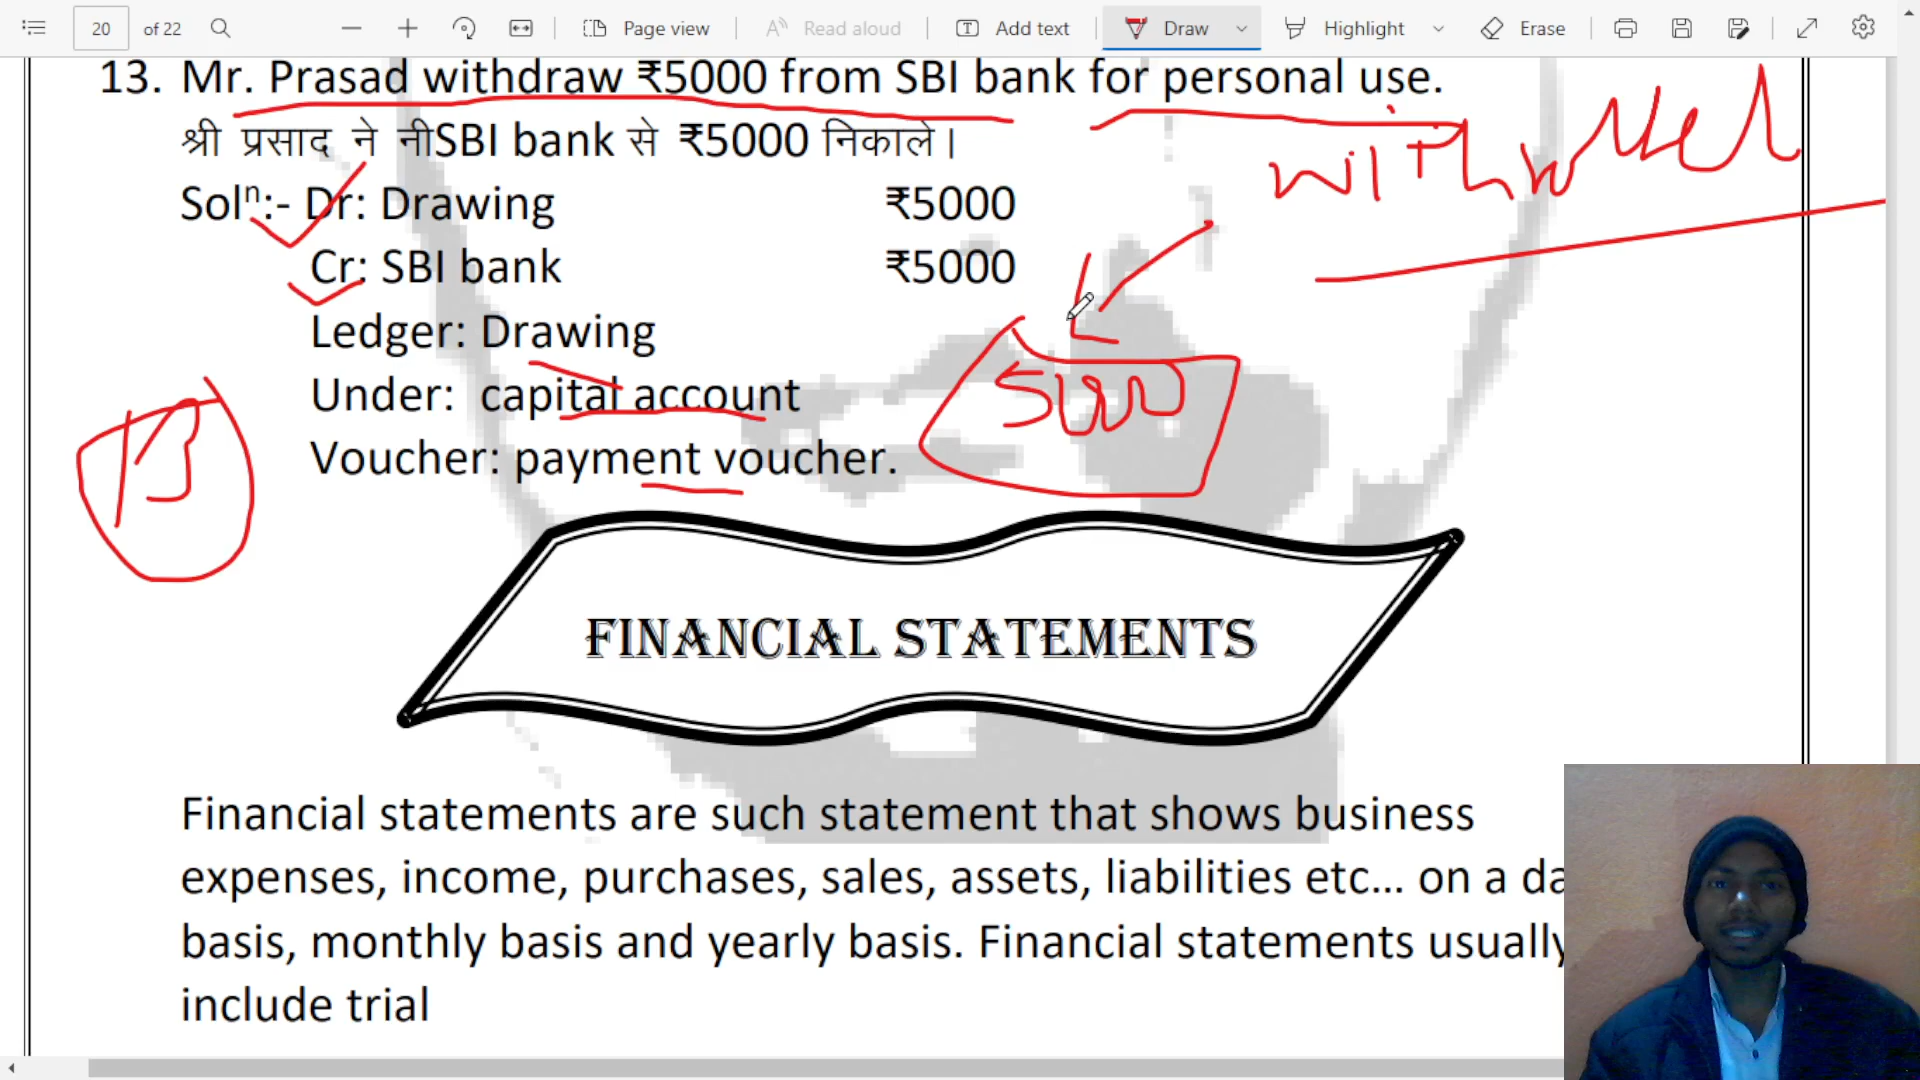 20 of 22 Page view Read aloud Add text Draw Highlight Erase
13. Mr. Prasad withdraw ₹5000 from SBI bank for personal use.
श्री प्रसाद ने नीSBI bank से ₹5000 निकाले।
Solⁿ:- Dr: Drawing ₹5000
Cr: SBI bank ₹5000
Ledger: Drawing
Under: capital account
5000
13
Voucher: payment voucher.
FINANCIAL STATEMENTS
Financial statements are such statement that shows business
expenses, income, purchases, sales, assets, liabilities etc... on a da
basis, monthly basis and yearly basis. Financial statements usually
include trial